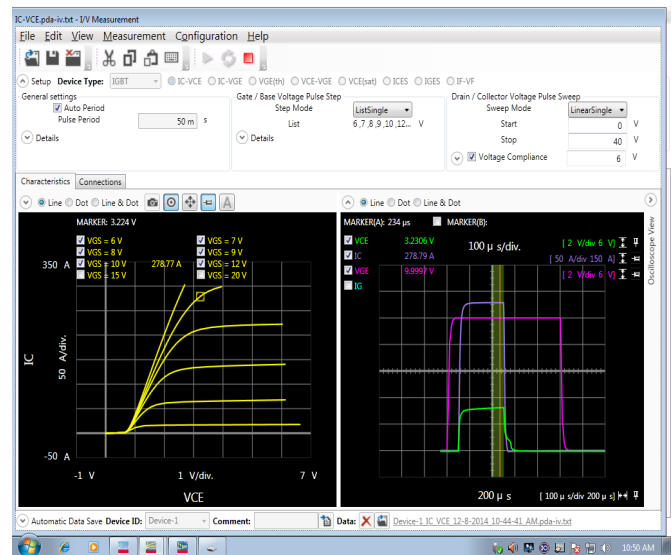 IC-VCE.pda-iv.txt - I/V Measurement
File Edit View Measurement Configuration Help
Setup Device Type: IGBT IC-VCE IC-VGE VGE(th) VCE-VGE VCE(sat) ICES IGES IF-VF
General settings
Auto Period
Pulse Period 50 m s
Details
Gate / Base Voltage Pulse Step
Step Mode ListSingle
List 6 ,7 ,8 ,9 ,10 ,12... V
Details
Drain / Collector Voltage Pulse Sweep
Sweep Mode LinearSingle
Start 0 V
Stop 40 V
Voltage Compliance 6 V
Characteristics Connections
Line Dot Line & Dot A
MARKER: 3.224 V
VGS = 6 V VGS = 7 V
VGS = 8 V VGS = 9 V
350 A VGS = 10 V 278.77 A VGS = 12 V
VGS = 15 V VGS = 20 V
IC
50 A/div.
-50 A
-1 V 1 V/div. 7 V
VCE
Line Dot Line & Dot
MARKER(A): 234 µs MARKER(B):
VCE 3.2306 V 100 µ s/div. [ 2 V/div 6 V]
IC 278.79 A [ 50 A/div 150 A]
VGE 9.9997 V [ 2 V/div 6 V]
IG
200 µ s [ 100 µ s/div 200 µ s]
Oscilloscope View
Automatic Data Save Device ID: Device-1 Comment: Data: Device-1 IC VCE 12-8-2014 10-44-41 AM.pda-iv.txt
10:50 AM